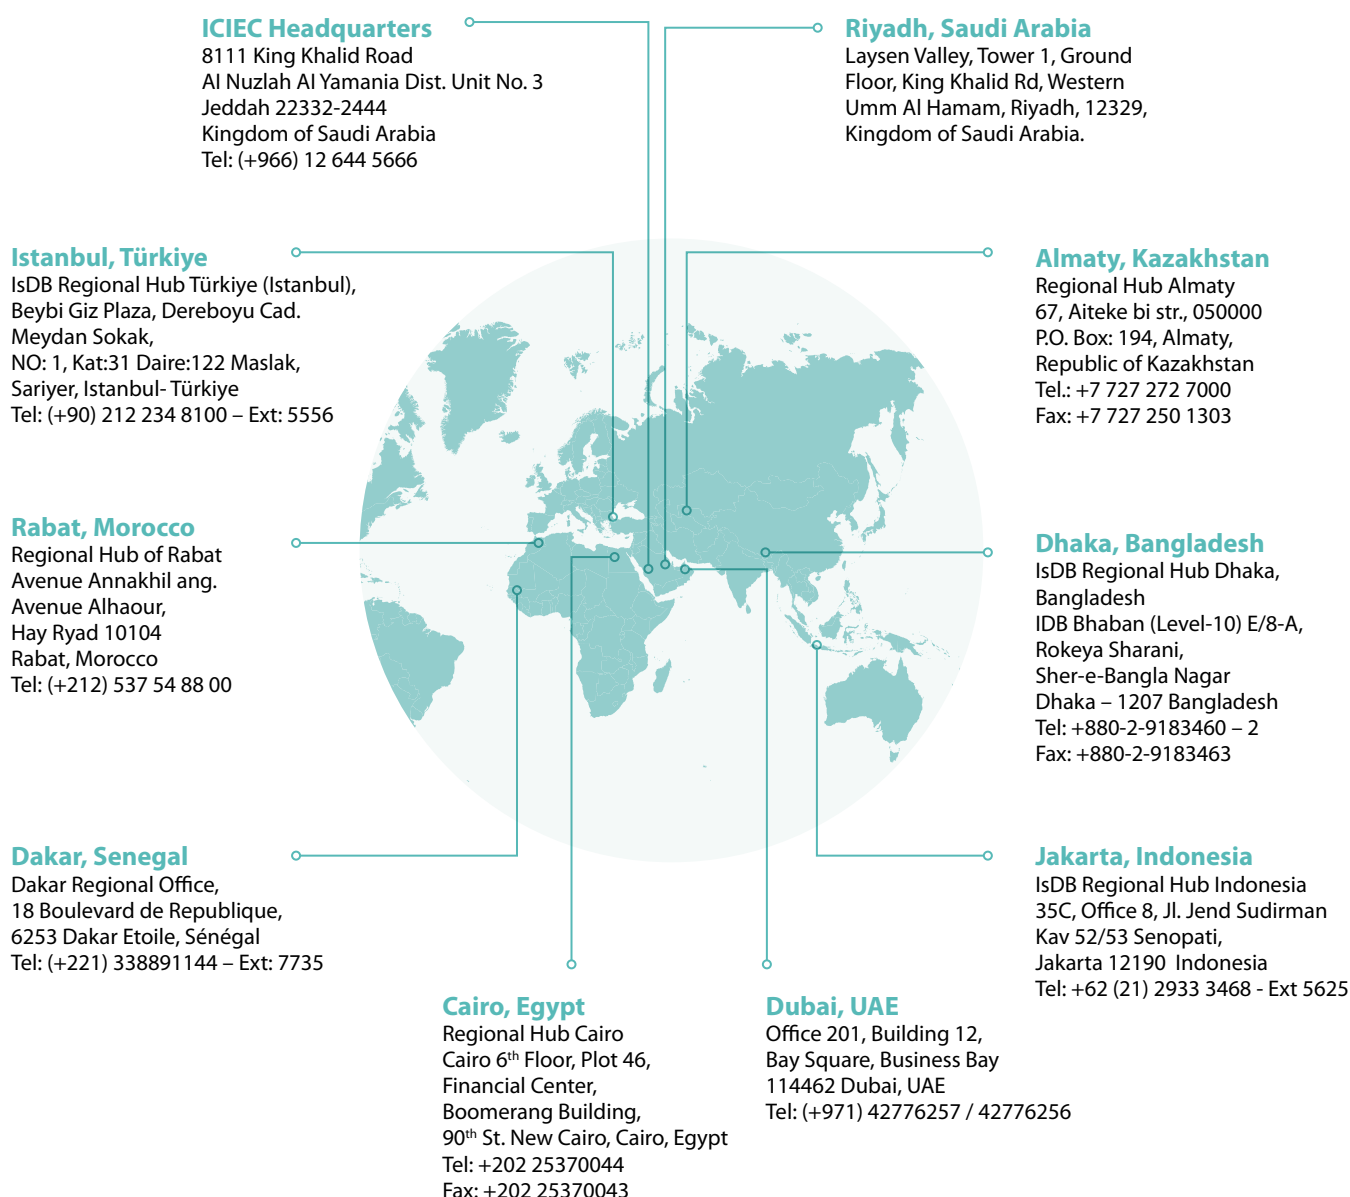 ICIEC Headquarters
8111 King Khalid Road
Al Nuzlah Al Yamania Dist. Unit No. 3
Jeddah 22332-2444
Kingdom of Saudi Arabia
Tel: (+966) 12 644 5666
Riyadh, Saudi Arabia
Laysen Valley, Tower 1, Ground
Floor, King Khalid Rd, Western
Umm Al Hamam, Riyadh, 12329,
Kingdom of Saudi Arabia.
Istanbul, Türkiye
IsDB Regional Hub Türkiye (Istanbul),
Beybi Giz Plaza, Dereboyu Cad.
Meydan Sokak,
NO: 1, Kat:31 Daire:122 Maslak,
Sariyer, Istanbul- Türkiye
Tel: (+90) 212 234 8100 – Ext: 5556
Almaty, Kazakhstan
Regional Hub Almaty
67, Aiteke bi str., 050000
P.O. Box: 194, Almaty,
Republic of Kazakhstan
Tel.: +7 727 272 7000
Fax: +7 727 250 1303
Rabat, Morocco
Regional Hub of Rabat
Avenue Annakhil ang.
Avenue Alhaour,
Hay Ryad 10104
Rabat, Morocco
Tel: (+212) 537 54 88 00
Dhaka, Bangladesh
IsDB Regional Hub Dhaka,
Bangladesh
IDB Bhaban (Level-10) E/8-A,
Rokeya Sharani,
Sher-e-Bangla Nagar
Dhaka – 1207 Bangladesh
Tel: +880-2-9183460 – 2
Fax: +880-2-9183463
Dakar, Senegal
Dakar Regional Office,
18 Boulevard de Republique,
6253 Dakar Etoile, Sénégal
Tel: (+221) 338891144 – Ext: 7735
Jakarta, Indonesia
IsDB Regional Hub Indonesia
35C, Office 8, Jl. Jend Sudirman
Kav 52/53 Senopati,
Jakarta 12190 Indonesia
Tel: +62 (21) 2933 3468 - Ext 5625
Cairo, Egypt
Regional Hub Cairo
Cairo 6th Floor, Plot 46,
Financial Center,
Boomerang Building,
90th St. New Cairo, Cairo, Egypt
Tel: +202 25370044
Fax: +202 25370043
Dubai, UAE
Office 201, Building 12,
Bay Square, Business Bay
114462 Dubai, UAE
Tel: (+971) 42776257 / 42776256